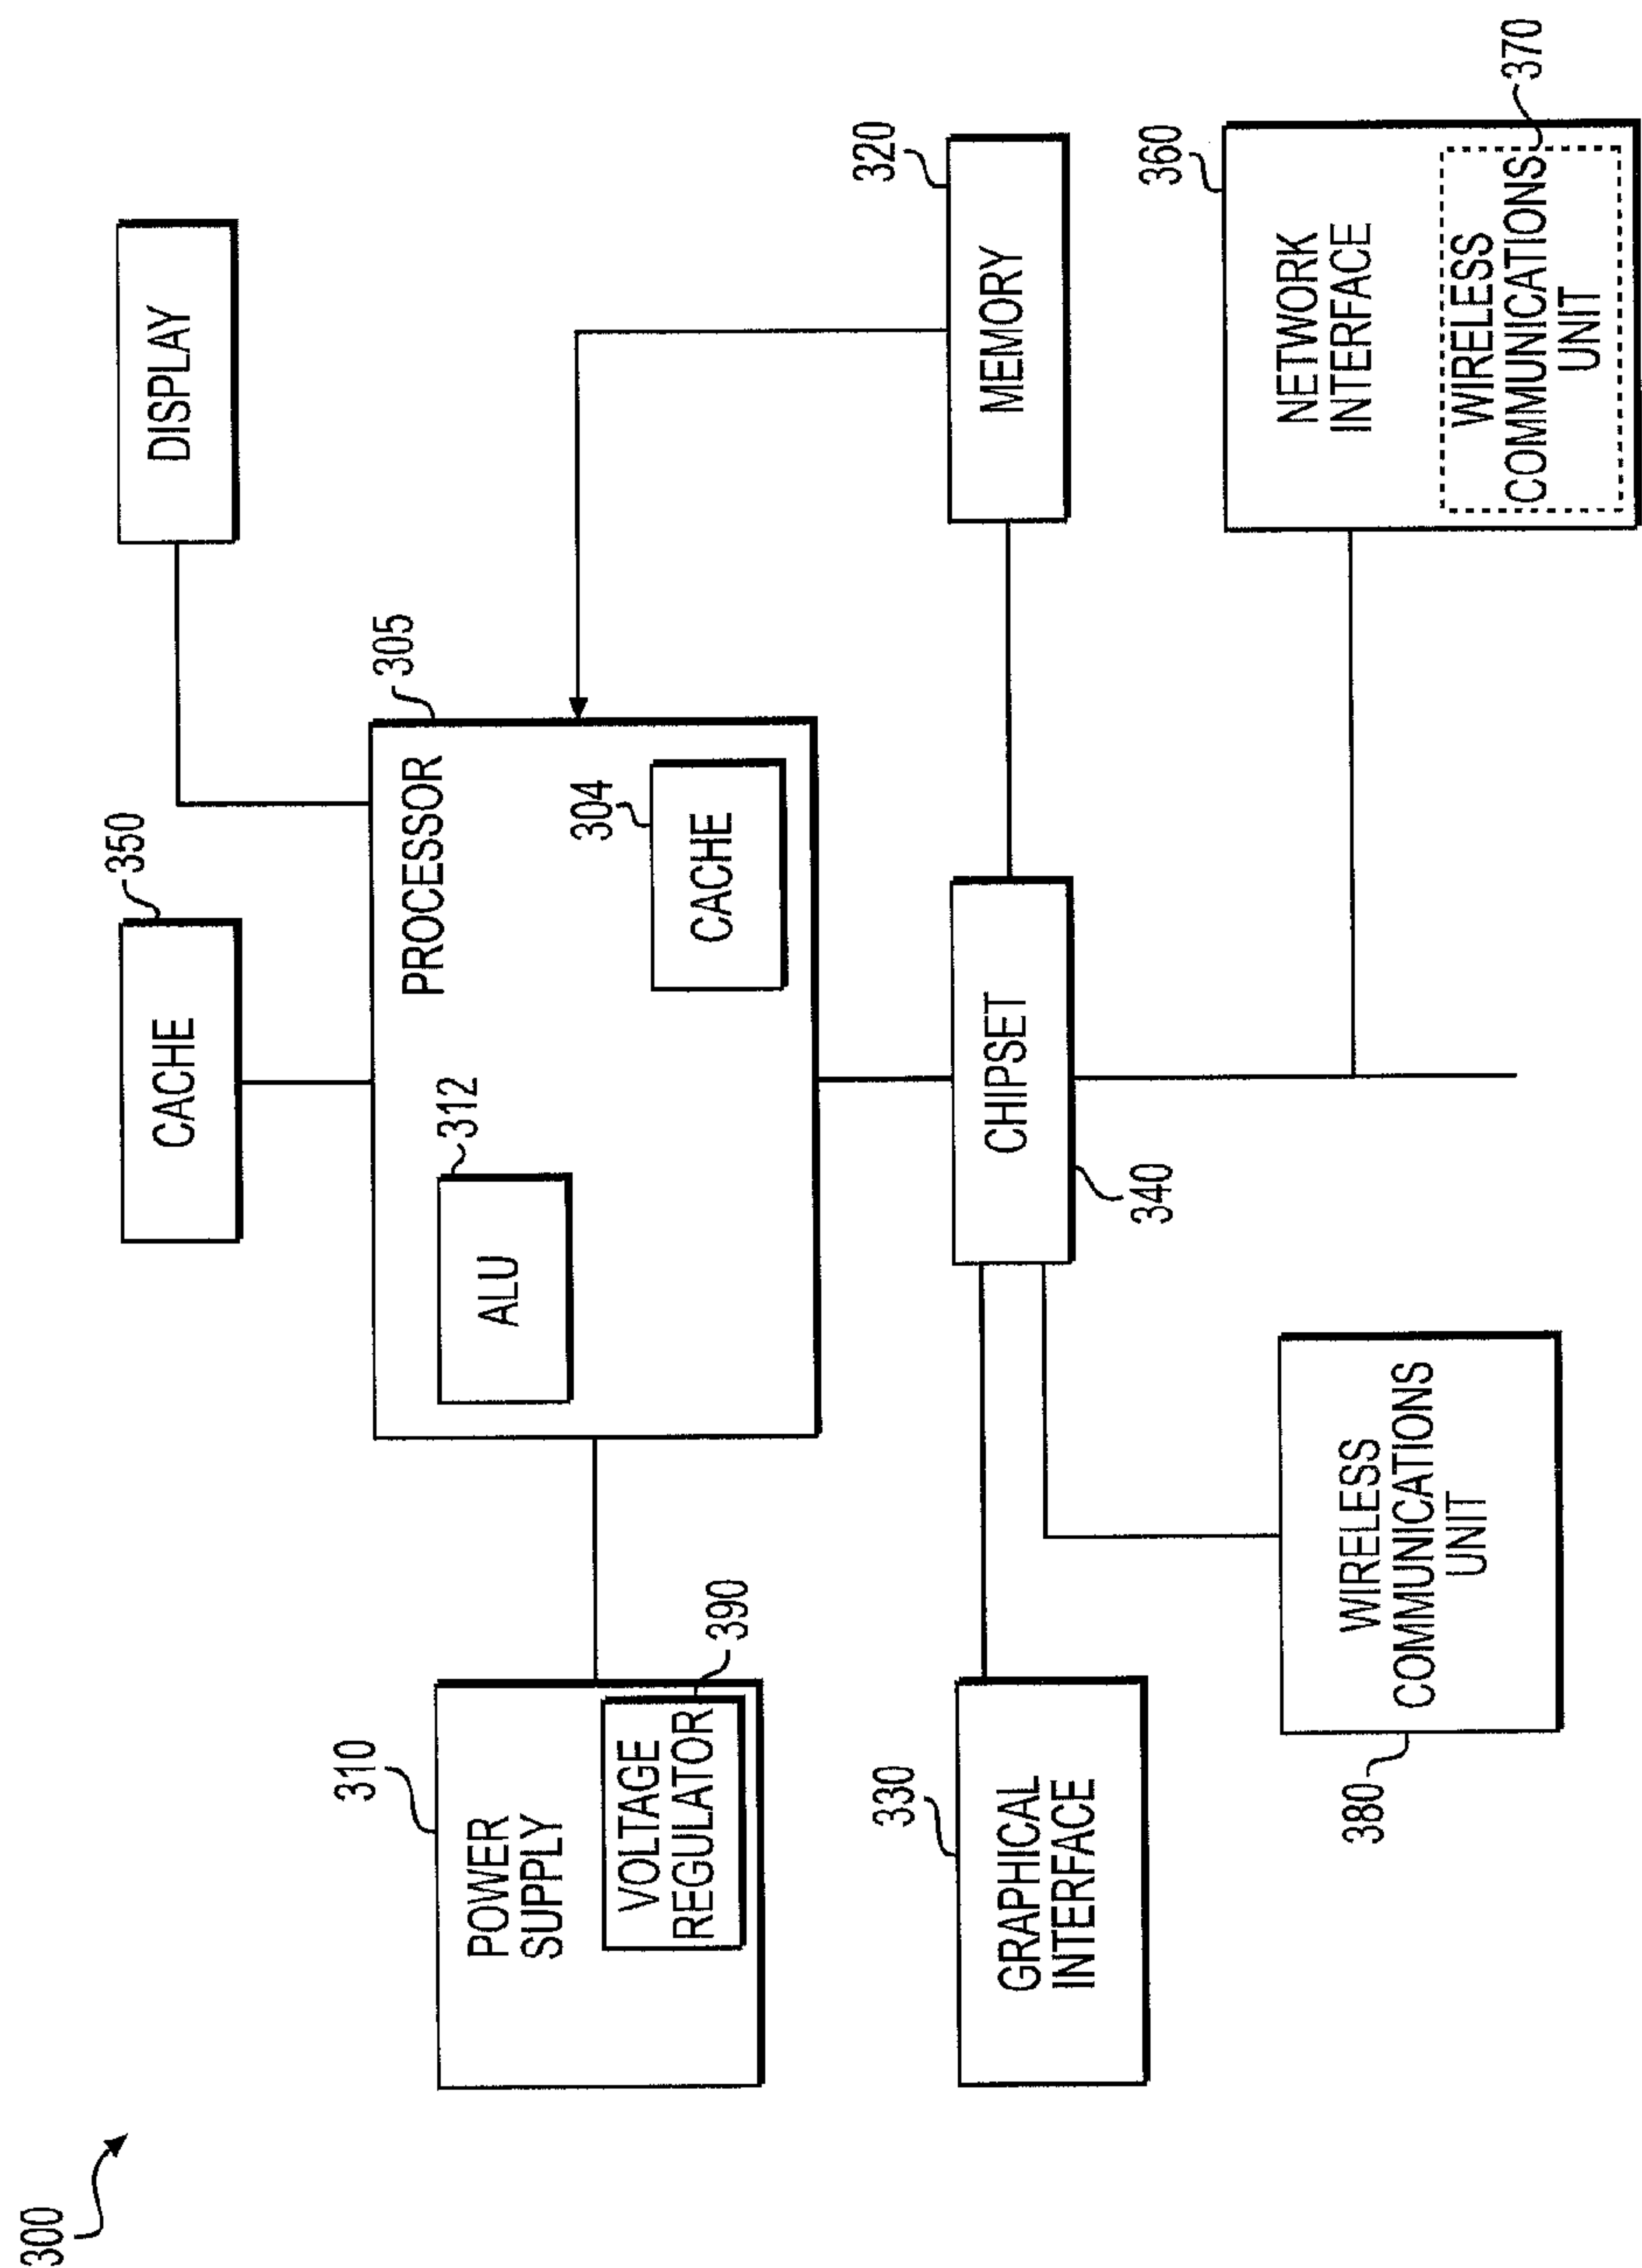 300
350
CACHE
DISPLAY
310
POWER
SUPPLY
VOLTAGE
REGULATOR
390
305
PROCESSOR
ALU
312
304
CACHE
330
GRAPHICAL
INTERFACE
CHIPSET
340
320
MEMORY
380
WIRELESS
COMMUNICATIONS
UNIT
360
NETWORK
INTERFACE
WIRELESS
COMMUNICATIONS
UNIT
370